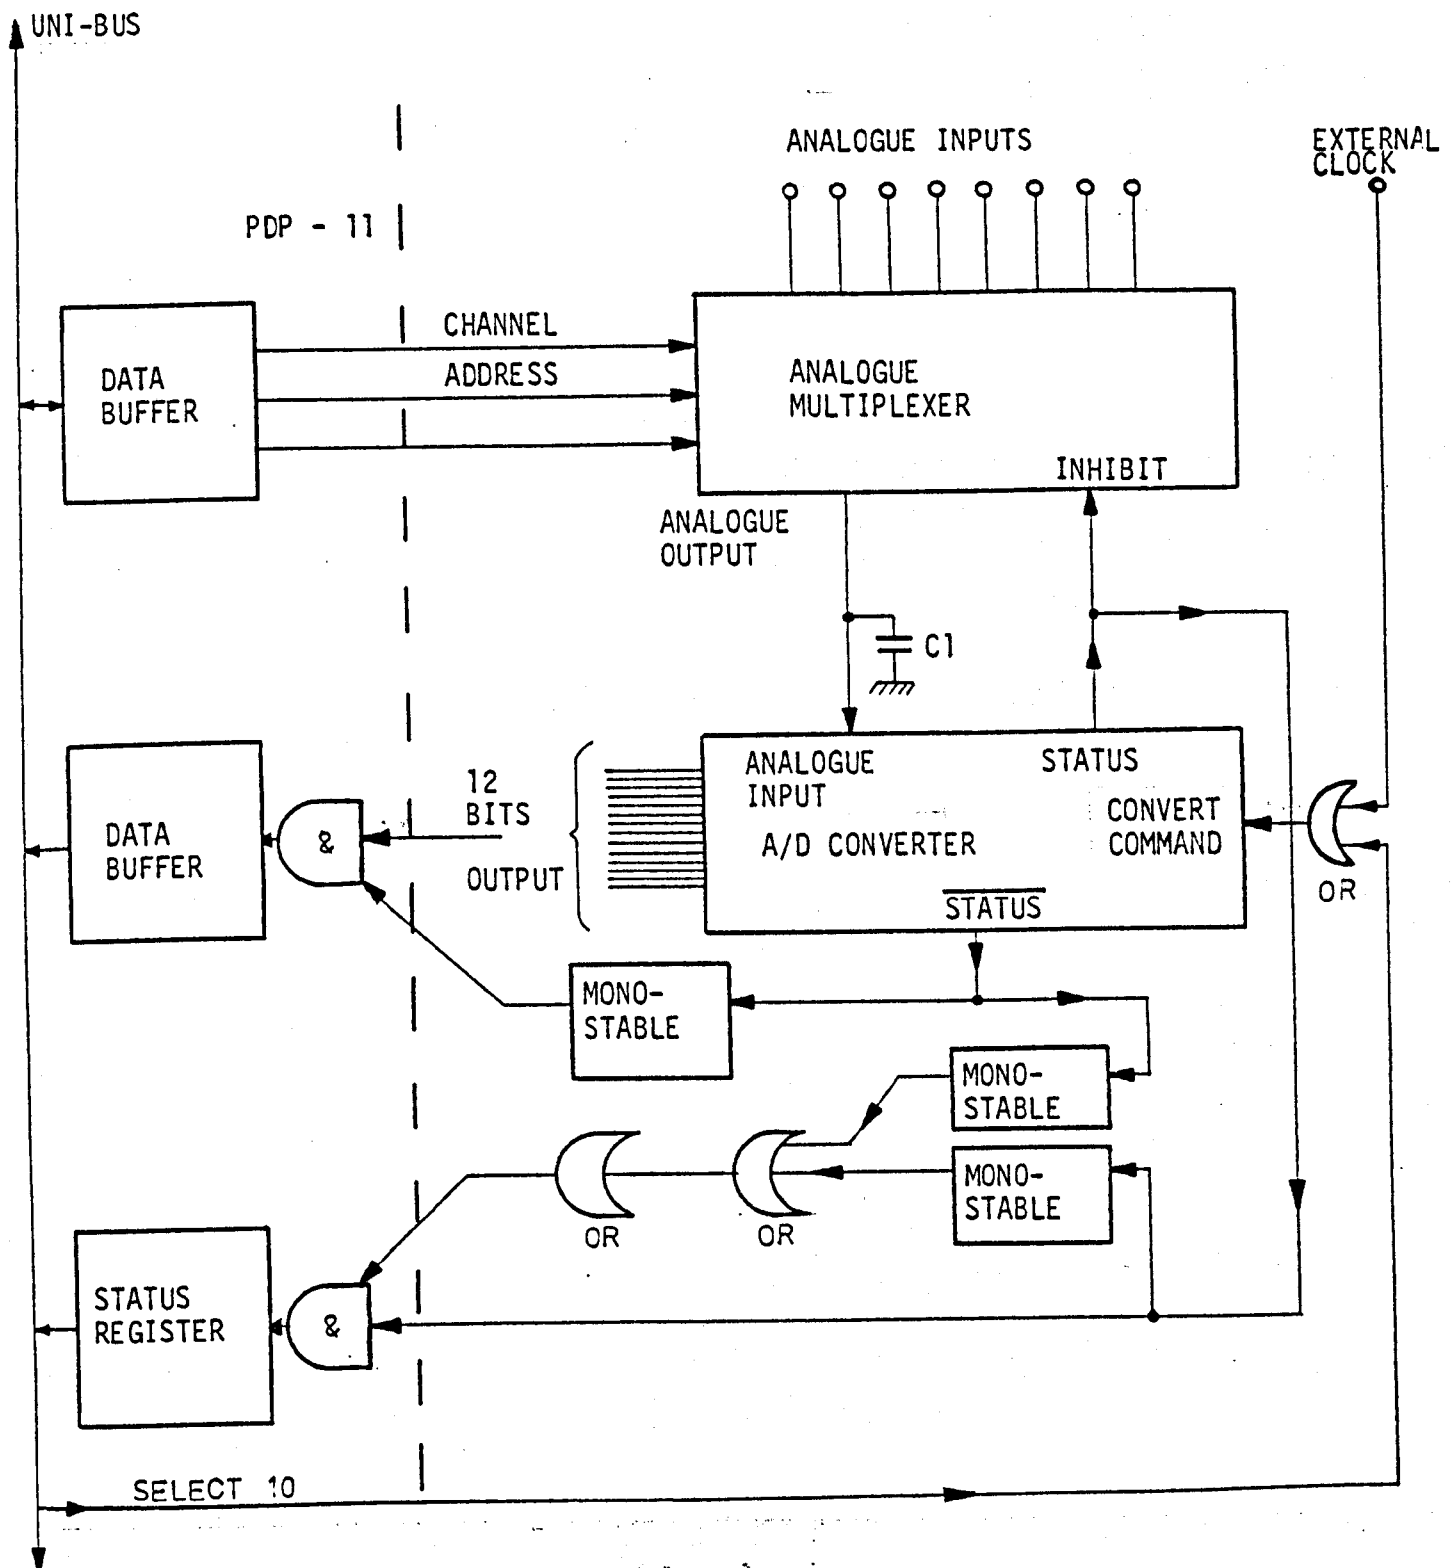 UNI-BUS
ANALOGUE INPUTS
EXTERNAL
CLOCK
PDP - 11
CHANNEL
ADDRESS
DATA
BUFFER
ANALOGUE
MULTIPLEXER
INHIBIT
ANALOGUE
OUTPUT
C1
ANALOGUE
INPUT
STATUS
12
BITS
OUTPUT
A/D CONVERTER
CONVERT
COMMAND
STATUS
DATA
BUFFER
&
OR
MONO-
STABLE
MONO-
STABLE
MONO-
STABLE
OR
OR
STATUS
REGISTER
&
SELECT 10